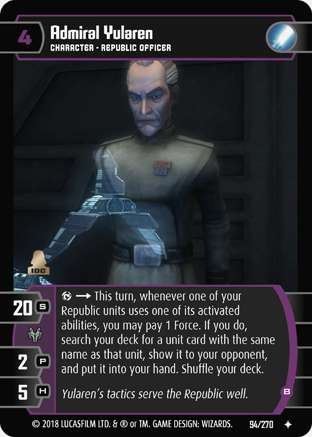 4
Admiral Yularen
CHARACTER • REPUBLIC OFFICER
IDC
20 S
2 P
5 H
This turn, whenever one of your
Republic units uses one of its activated
abilities, you may pay 1 Force. If you do,
search your deck for a unit card with the same
name as that unit, show it to your opponent,
and put it into your hand. Shuffle your deck.
Yularen's tactics serve the Republic well.
B
© 2018 LUCASFILM LTD. & ® or TM. GAME DESIGN: WIZARDS. 94/270